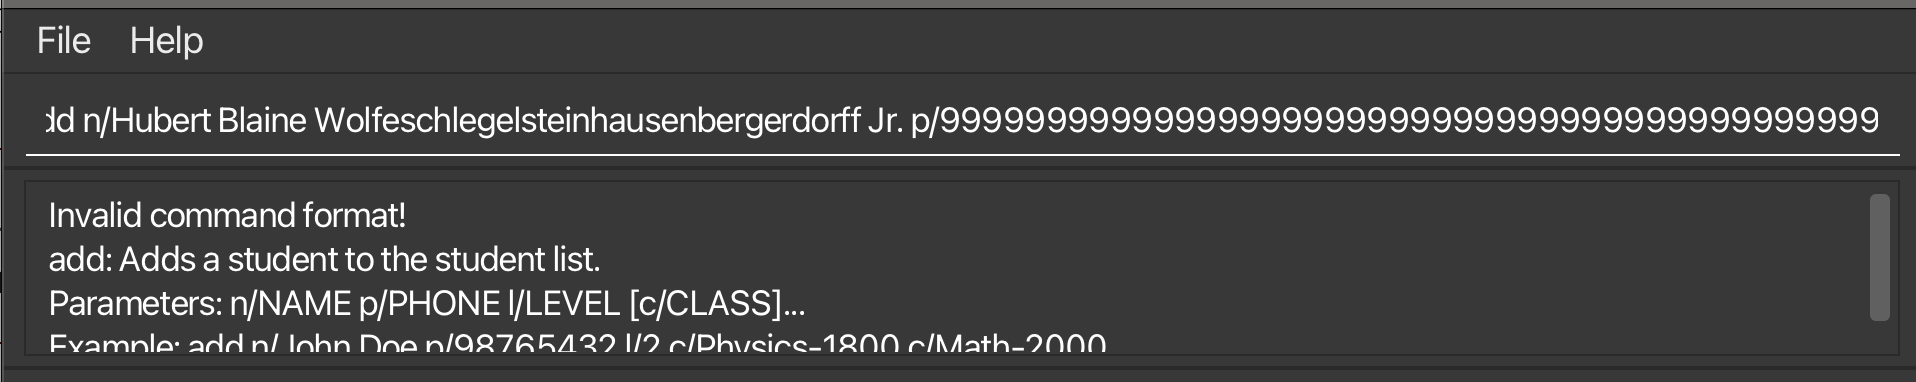 File Help
dd n/Hubert Blaine Wolfeschlegelsteinhausenbergerdorff Jr. p/99999999999999999999999999999999999999999999999999999999999999999
Invalid command format!
add: Adds a student to the student list.
Parameters: n/NAME p/PHONE l/LEVEL [c/CLASS]...
Example: add n/ John Doe p/98765432 l/2 c/Physics-1800 c/Math-2000